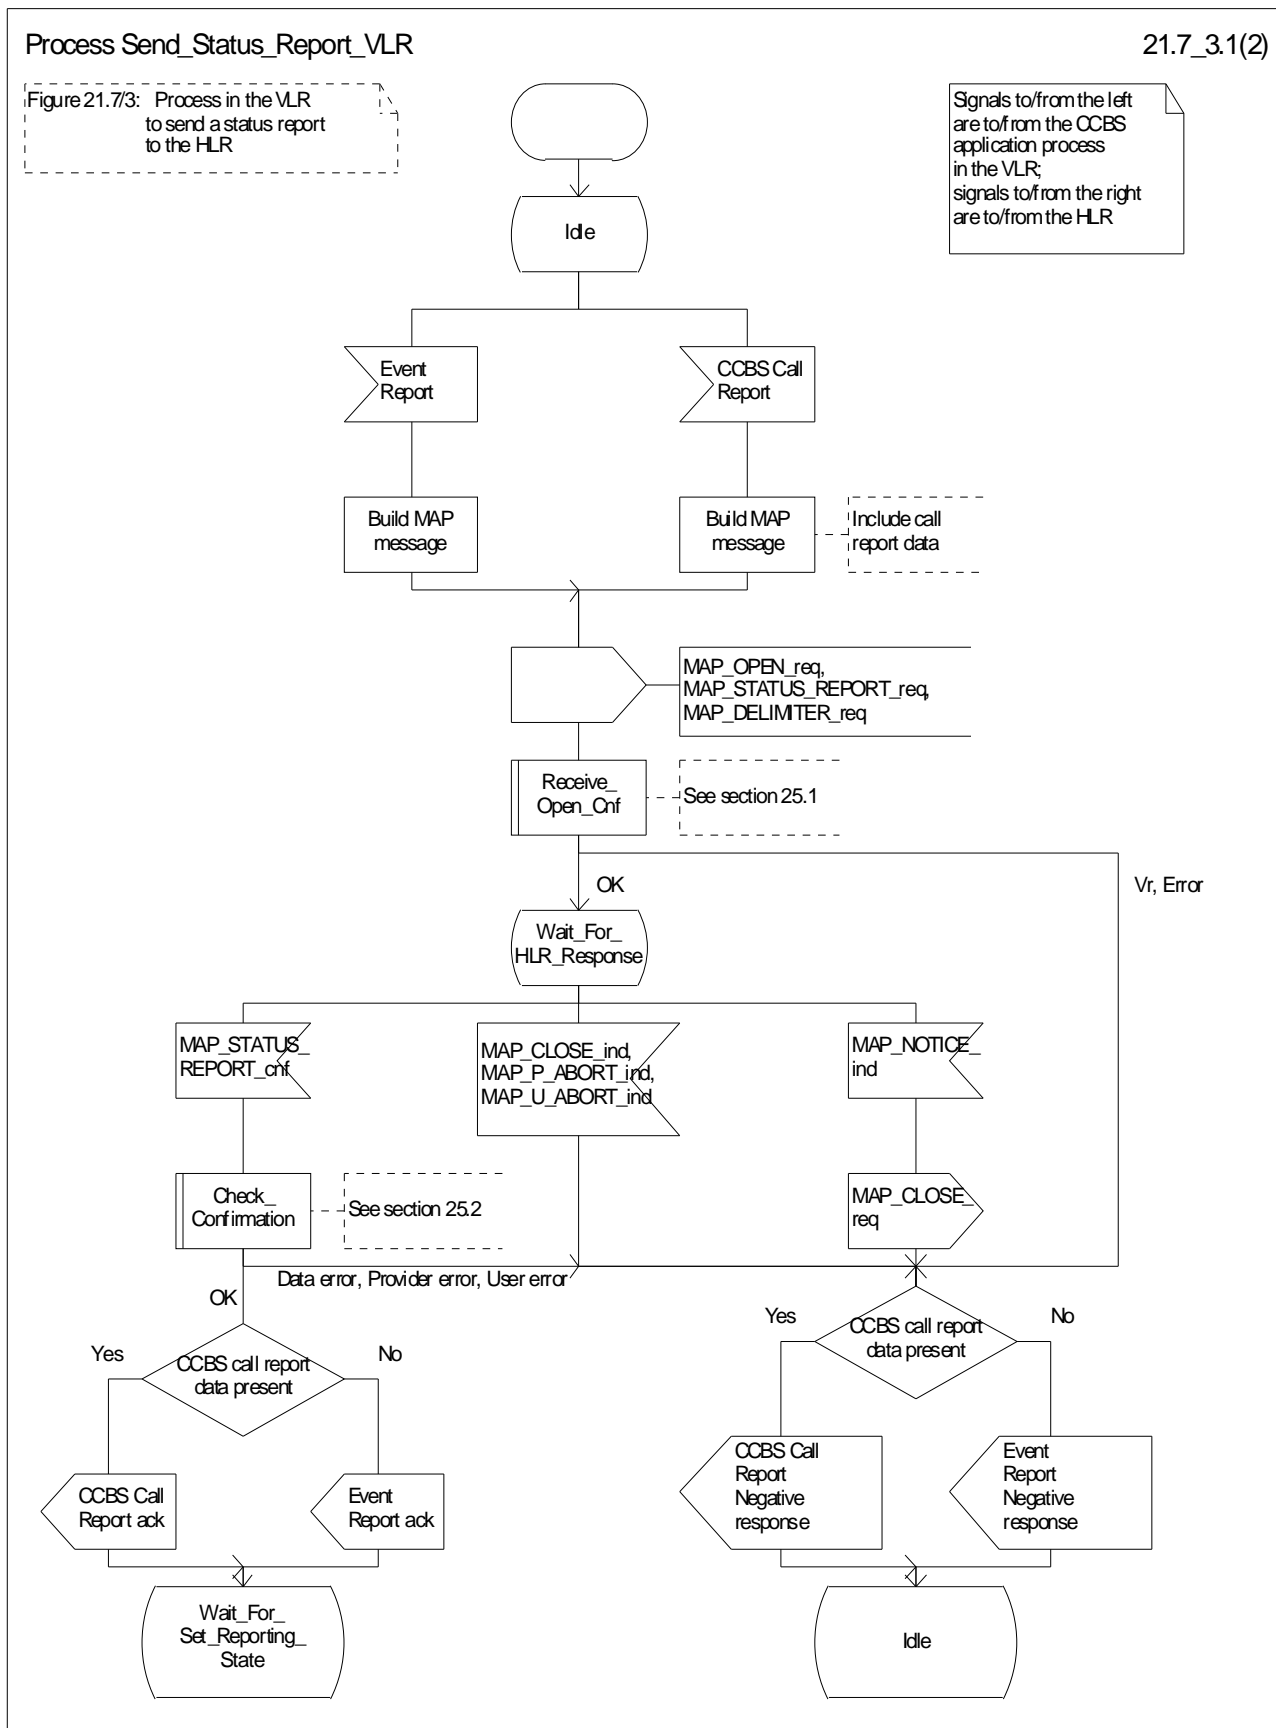 Process Send_Status_Report_VLR
21.7_3.1(2)
Figure 21.7/3: Process in the VLR
to send a status report
to the HLR
Signals to/from the left
are to/from the CCBS
application process
in the VLR;
signals to/from the right
are to/from the HLR
Idle
Event
Report
CCBS Call
Report
Build MAP
message
Build MAP
message
Include call
report data
MAP_OPEN_req,
MAP_STATUS_REPORT_req,
MAP_DELIMITER_req
Receive_
Open_Cnf
See section 25.1
OK
Vr, Error
Wait_For_
HLR_Response
MAP_STATUS_
REPORT_cnf
MAP_CLOSE_ind,
MAP_P_ABORT_ind,
MAP_U_ABORT_ind
MAP_NOTICE_
ind
Check_
Confirmation
See section 25.2
MAP_CLOSE_
req
Data error, Provider error, User error
OK
Yes
CCBS call report
data present
No
Yes
CCBS call report
data present
No
CCBS Call
Report ack
Event
Report ack
CCBS Call
Report
Negative
response
Event
Report
Negative
response
Wait_For_
Set_Reporting_
State
Idle